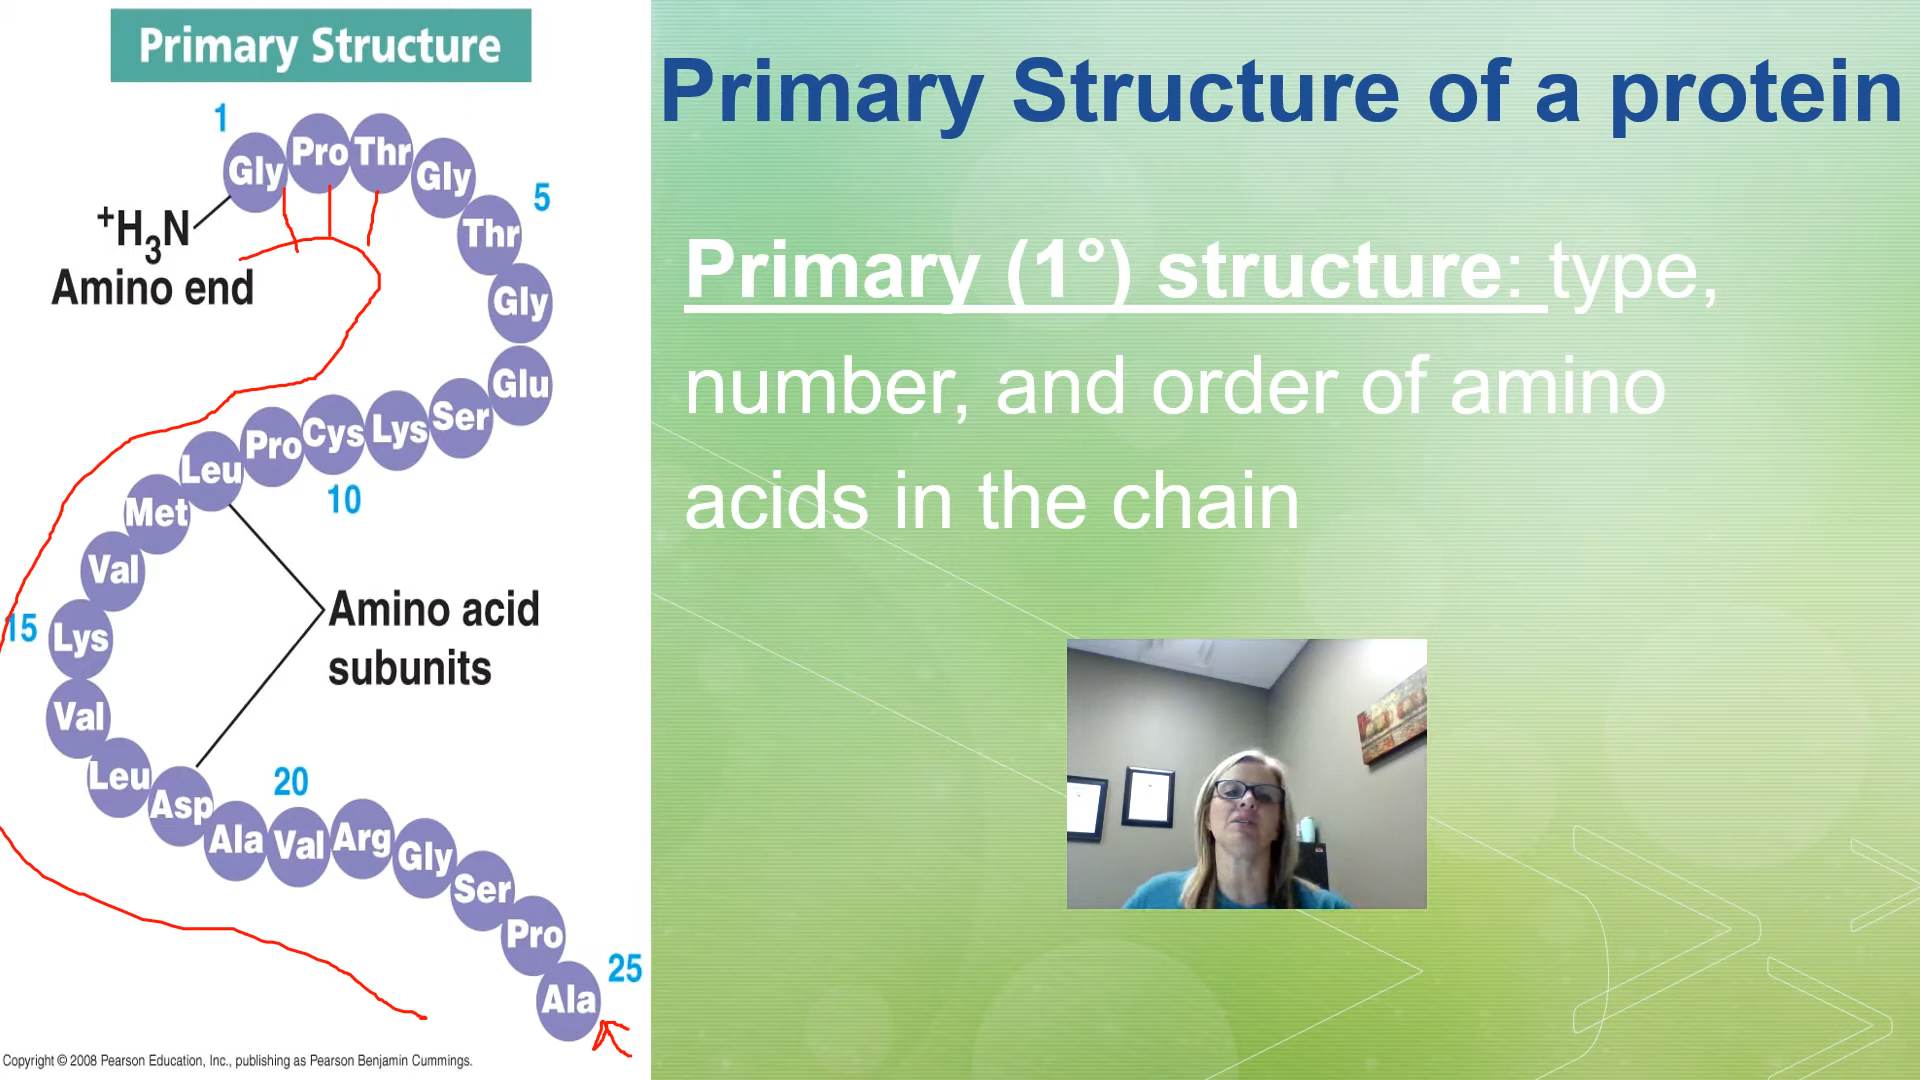 Primary Structure
Primary Structure of a protein
Primary (1°) structure: type,
number, and order of amino
acids in the chain
1
Gly Pro Thr Gly
5
Thr
+H3N
Amino end
Gly
Glu
Leu Pro Cys Lys Ser
10
Met
Val
15
Lys
Amino acid
subunits
Val
Leu
Asp
20
Ala Val Arg Gly
Ser
Pro
25
Ala
Copyright © 2008 Pearson Education, Inc., publishing as Pearson Benjamin Cummings.